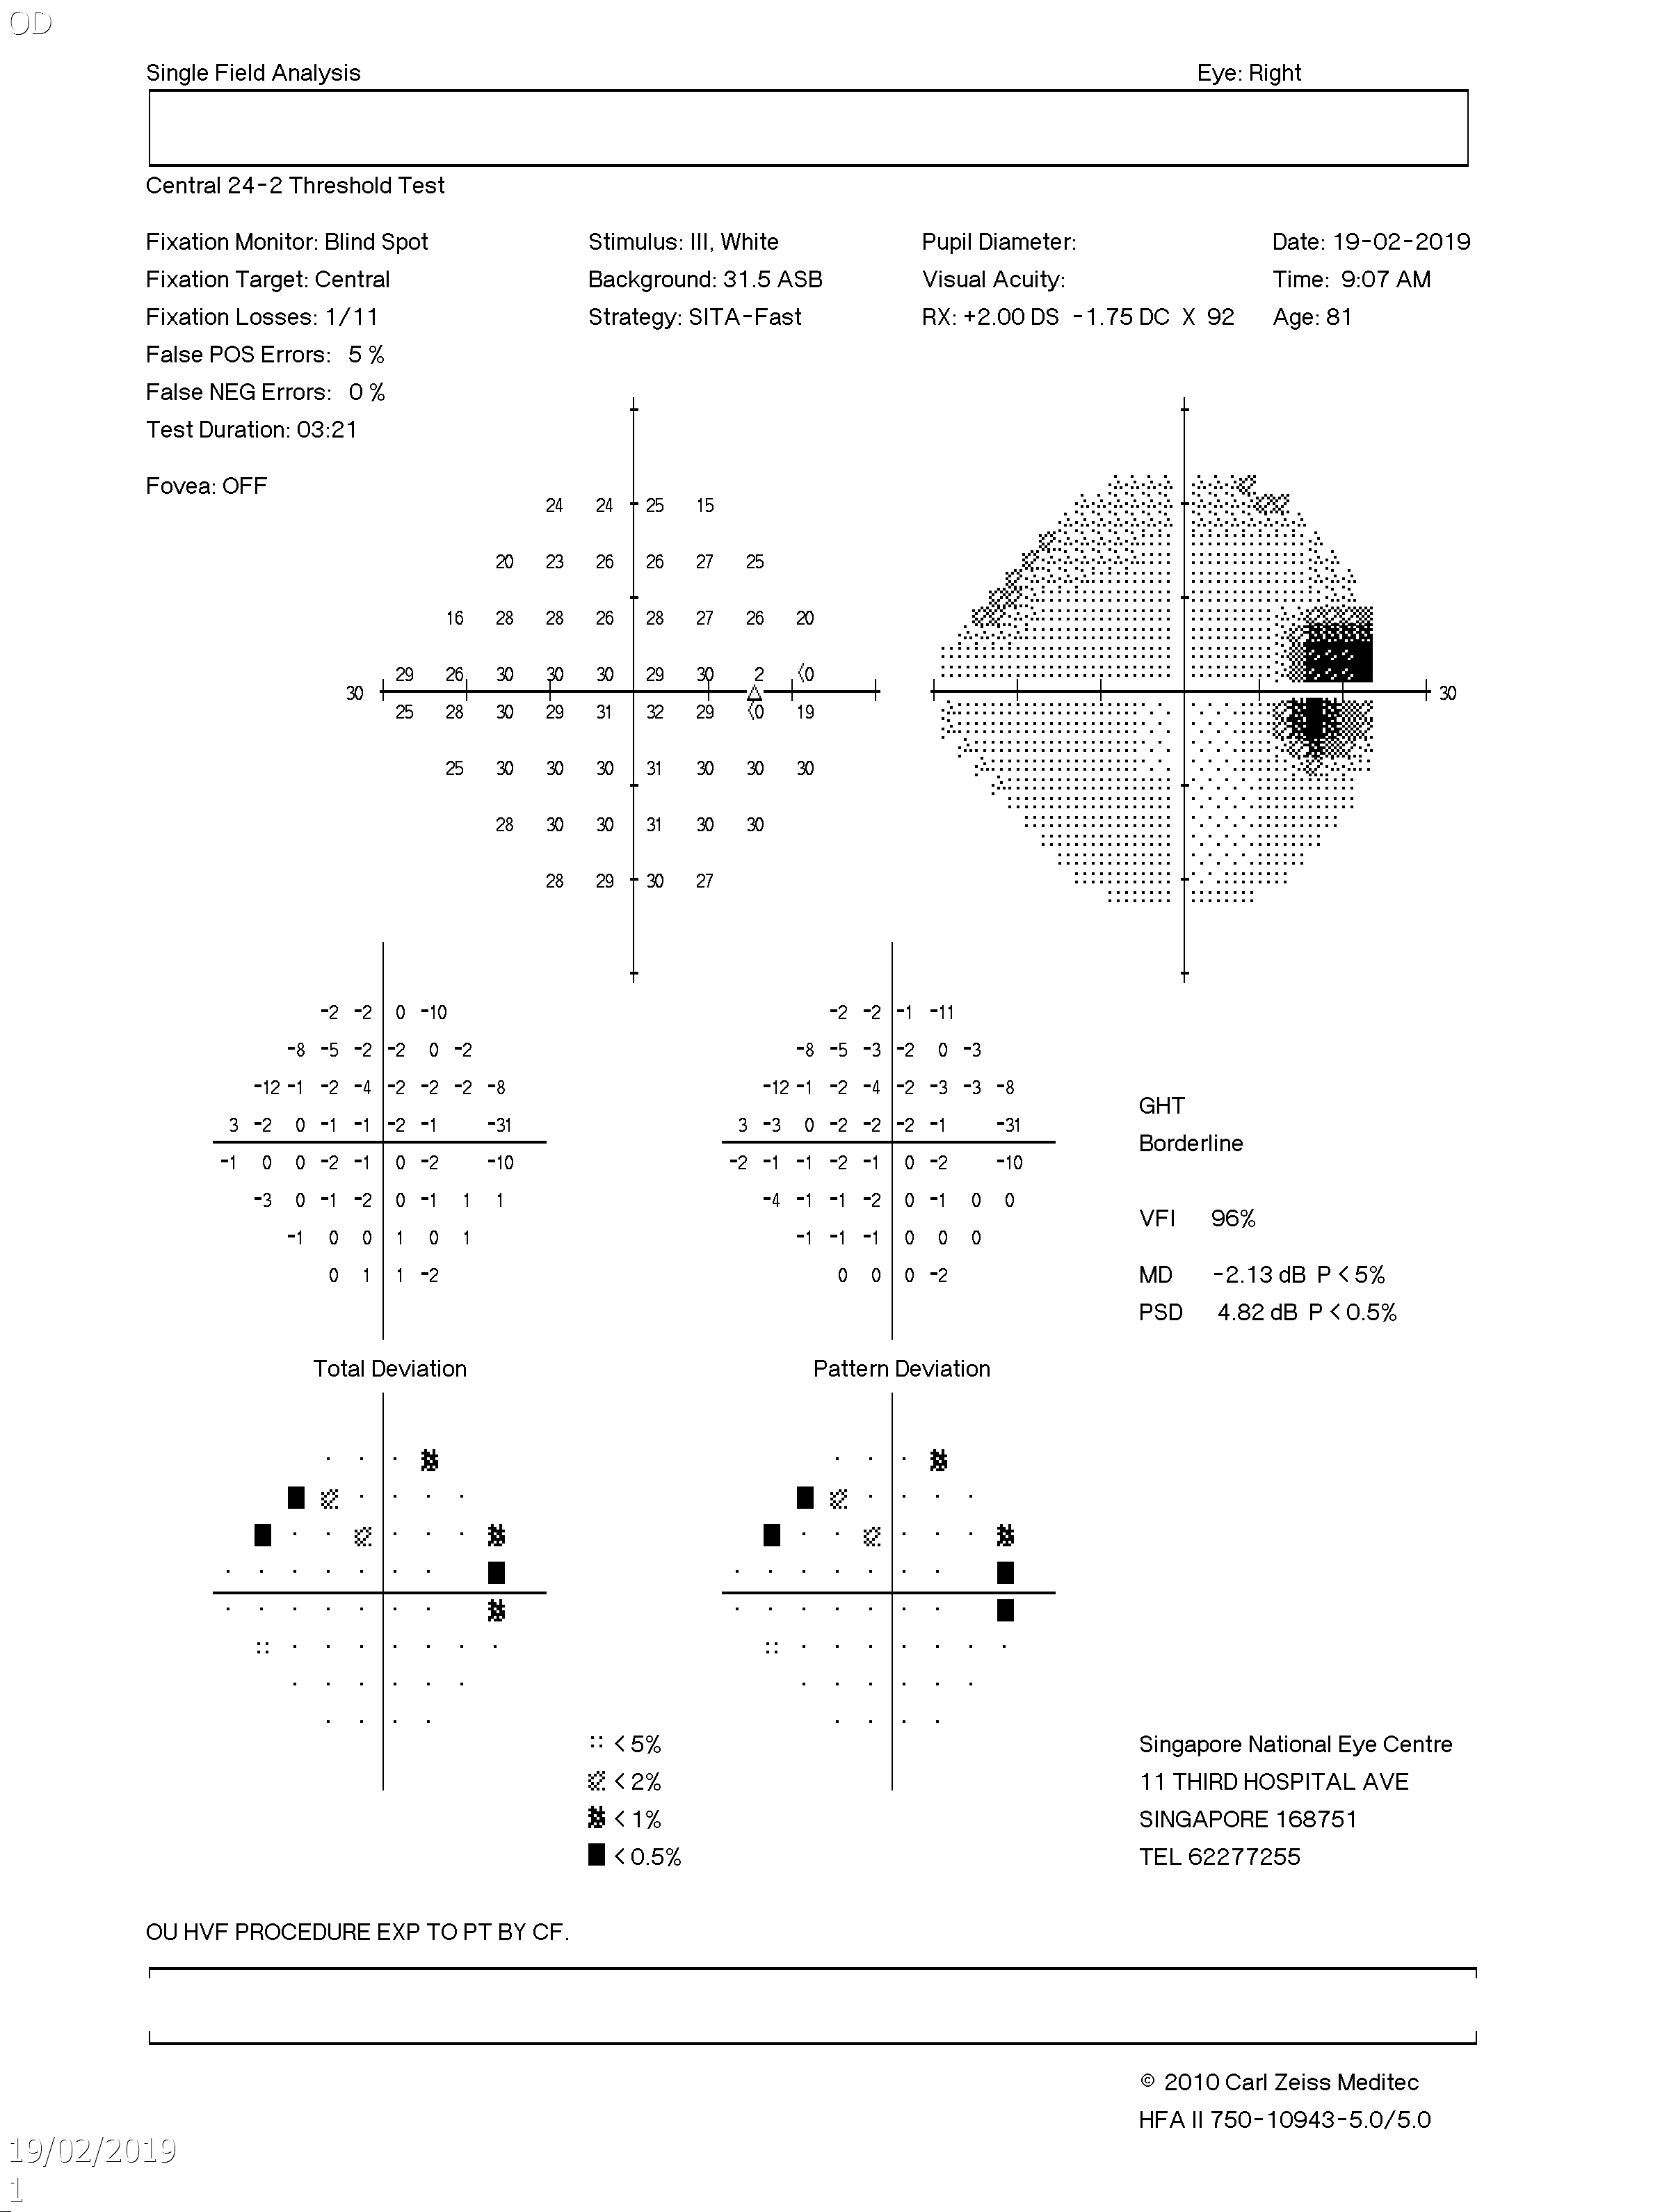 OD
Single Field Analysis Eye: Right
Central 24-2 Threshold Test
Fixation Monitor: Blind Spot Stimulus: III, White Pupil Diameter: Date: 19-02-2019
Fixation Target: Central Background: 31.5 ASB Visual Acuity: Time: 9:07 AM
Fixation Losses: 1/11 Strategy: SITA-Fast RX: +2.00 DS -1.75 DC X 92 Age: 81
False POS Errors: 5 %
False NEG Errors: 0 %
Test Duration: 03:21
Fovea: OFF
24 24 25 15
20 23 26 26 27 25
16 28 28 26 28 27 26 20
29 26 30 30 30 29 30 2 <0
30 30
25 28 30 29 31 32 29 <0 19
25 30 30 30 31 30 30 30
28 30 30 31 30 30
28 29 30 27
-2 -2 0 -10 -2 -2 -1 -11
-8 -5 -2 -2 0 -2 -8 -5 -3 -2 0 -3
-12 -1 -2 -4 -2 -2 -2 -8 -12 -1 -2 -4 -2 -3 -3 -8
GHT
3 -2 0 -1 -1 -2 -1 -31 3 -3 0 -2 -2 -2 -1 -31
Borderline
-1 0 0 -2 -1 0 -2 -10 -2 -1 -1 -2 -1 0 -2 -10
-3 0 -1 -2 0 -1 1 1 -4 -1 -1 -2 0 -1 0 0
VFI 96%
-1 0 0 1 0 1 -1 -1 -1 0 0 0
0 1 1 -2 0 0 0 -2
MD -2.13 dB P < 5%
PSD 4.82 dB P < 0.5%
Total Deviation Pattern Deviation
< 5% Singapore National Eye Centre
< 2% 11 THIRD HOSPITAL AVE
< 1% SINGAPORE 168751
< 0.5% TEL 62277255
OU HVF PROCEDURE EXP TO PT BY CF.
© 2010 Carl Zeiss Meditec
HFA II 750-10943-5.0/5.0
19/02/2019
1